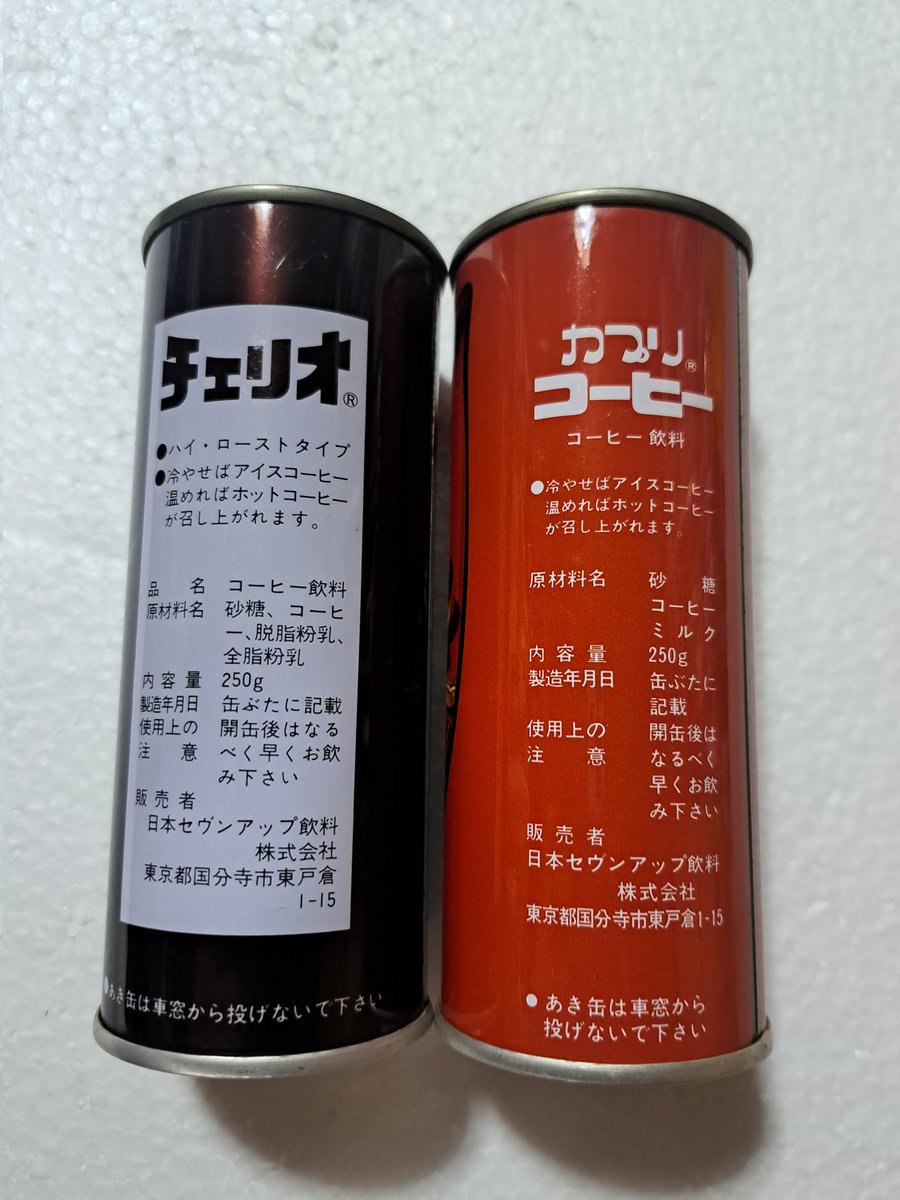 チェリオ®
●ハイ・ローストタイプ
●冷やせばアイスコーヒー
温めればホットコーヒー
が召し上がれます。
品名 コーヒー飲料
原材料名 砂糖、コーヒ
ー、脱脂粉乳、
全脂粉乳
内容量 250g
製造年月日 缶ぶたに記載
使用上の 開缶後はなる
注意 べく早くお飲
み下さい
販売者
日本セヴンアップ飲料
株式会社
東京都国分寺市東戸倉
1-15
●あき缶は車窓から投げないで下さい
カプリ®
コーヒー
コーヒー飲料
●冷やせばアイスコーヒー
温めればホットコーヒー
が召し上がれます。
原材料名 砂糖
コーヒー
ミルク
内容量 250g
製造年月日 缶ぶたに
記載
使用上の 開缶後は
注意 なるべく
早くお飲
み下さい
販売者
日本セヴンアップ飲料
株式会社
東京都国分寺市東戸倉1-15
●あき缶は車窓から
投げないで下さい